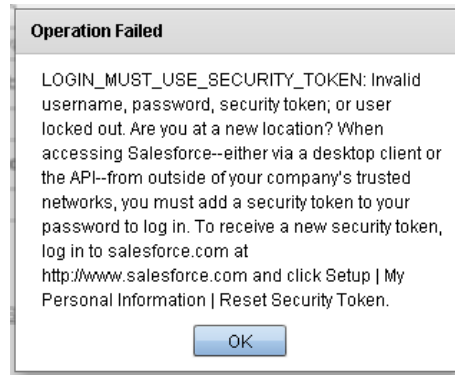 Operation Failed
LOGIN_MUST_USE_SECURITY_TOKEN: Invalid
username, password, security token; or user
locked out. Are you at a new location? When
accessing Salesforce--either via a desktop client or
the API--from outside of your company's trusted
networks, you must add a security token to your
password to log in. To receive a new security token,
log in to salesforce.com at
http://www.salesforce.com and click Setup | My
Personal Information | Reset Security Token.
OK